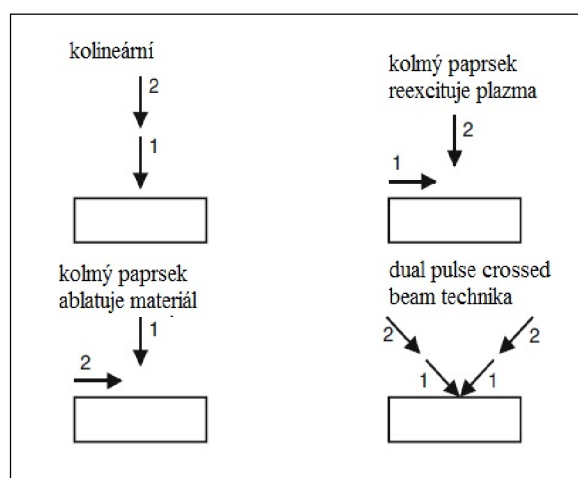 kolineární
2
1
kolmý paprsek
reexcituje plazma
2
1
kolmý paprsek
ablatuje materiál
1
2
dual pulse crossed
beam technika
2
2
1
1